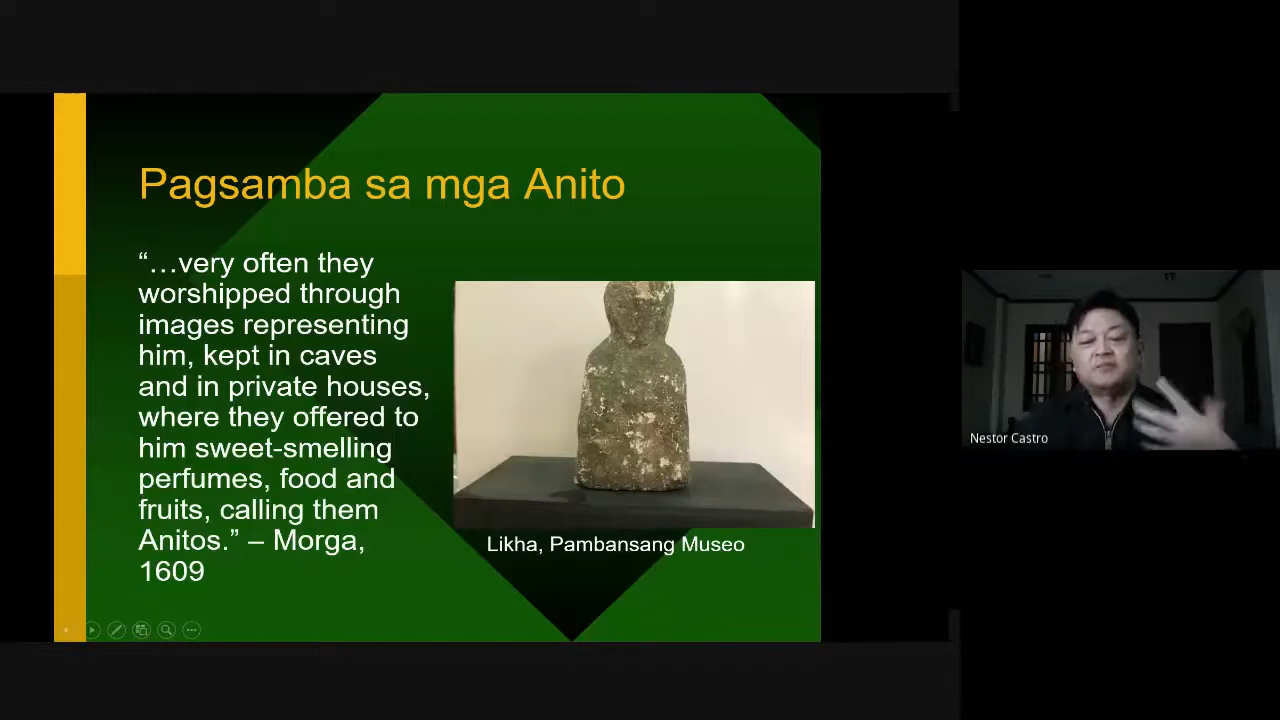 Pagsamba sa mga Anito
“…very often they
worshipped through
images representing
him, kept in caves
and in private houses,
where they offered to
him sweet-smelling
perfumes, food and
fruits, calling them
Anitos.” – Morga,
1609
Likha, Pambansang Museo
Nestor Castro